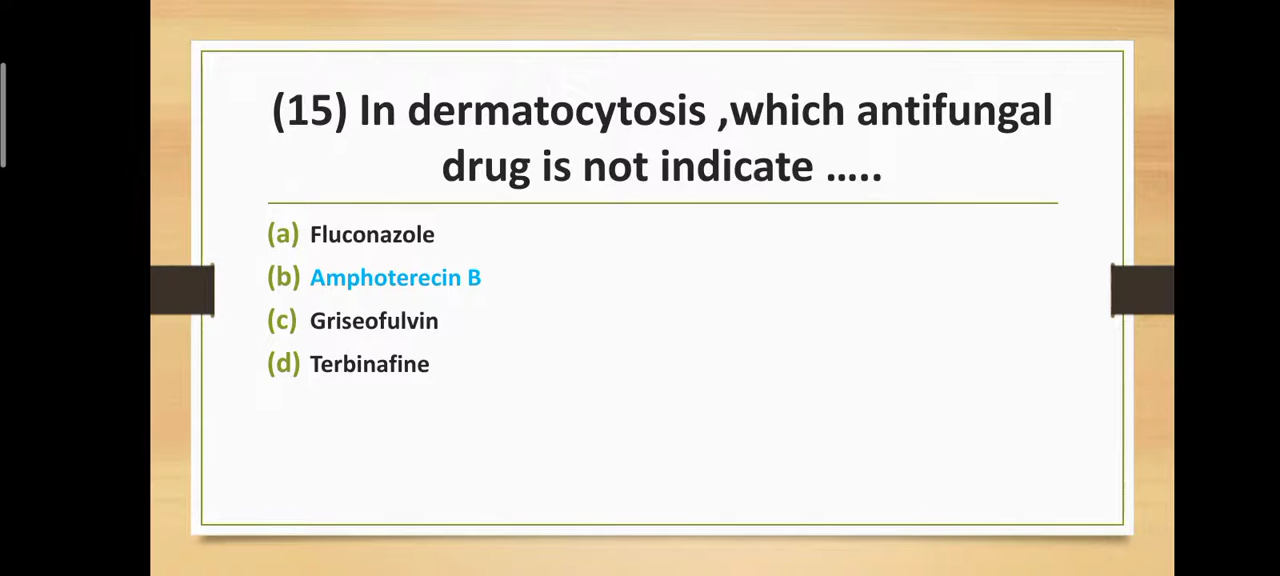 (15) In dermatocytosis ,which antifungal
drug is not indicate .....
(a) Fluconazole
(b) Amphoterecin B
(c) Griseofulvin
(d) Terbinafine